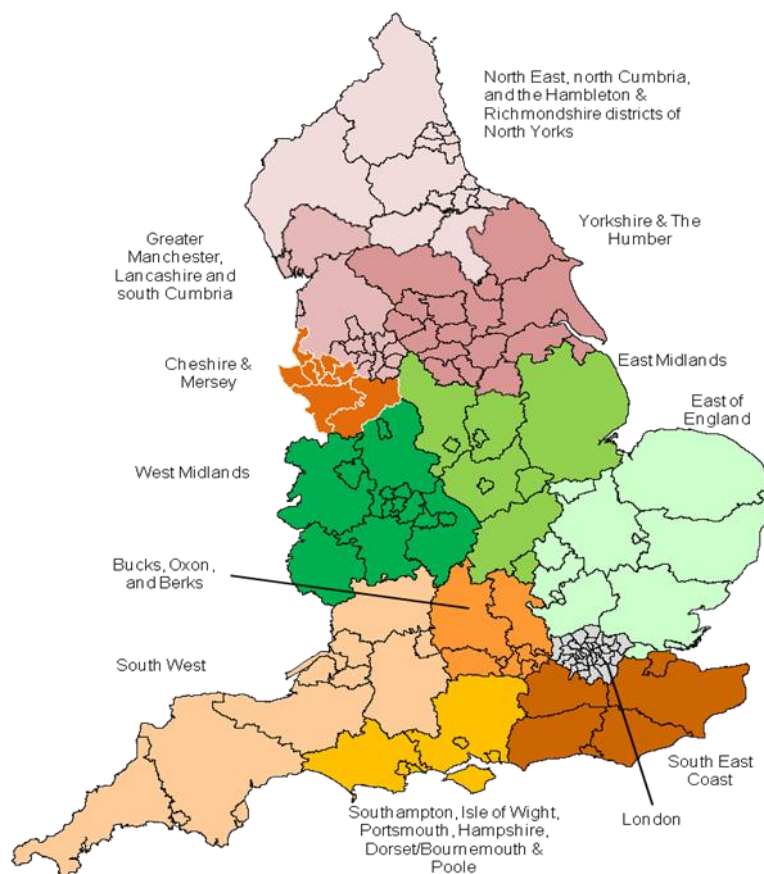 North East, north Cumbria,
and the Hambleton &
Richmondshire districts of
North Yorks
Yorkshire & The
Humber
Greater
Manchester,
Lancashire and
south Cumbria
Cheshire &
Mersey
East Midlands
East of
England
West Midlands
Bucks, Oxon,
and Berks
South West
South East
Coast
London
Southampton, Isle of Wight,
Portsmouth, Hampshire,
Dorset/Bournemouth &
Poole